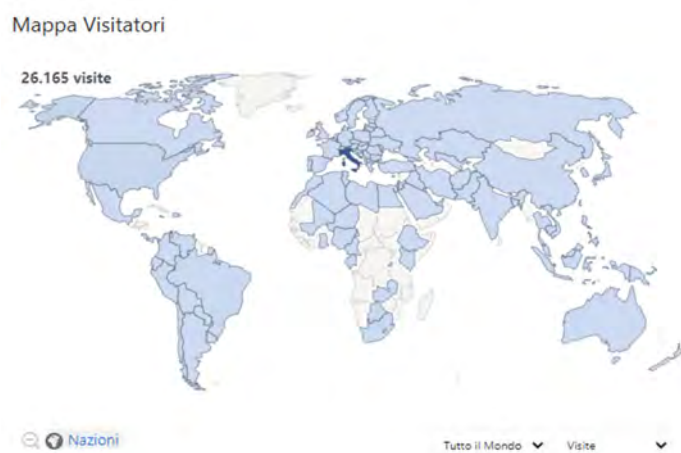 Mappa Visitatori
26.165 visite
Nazioni
Tutto il Mondo
Visite